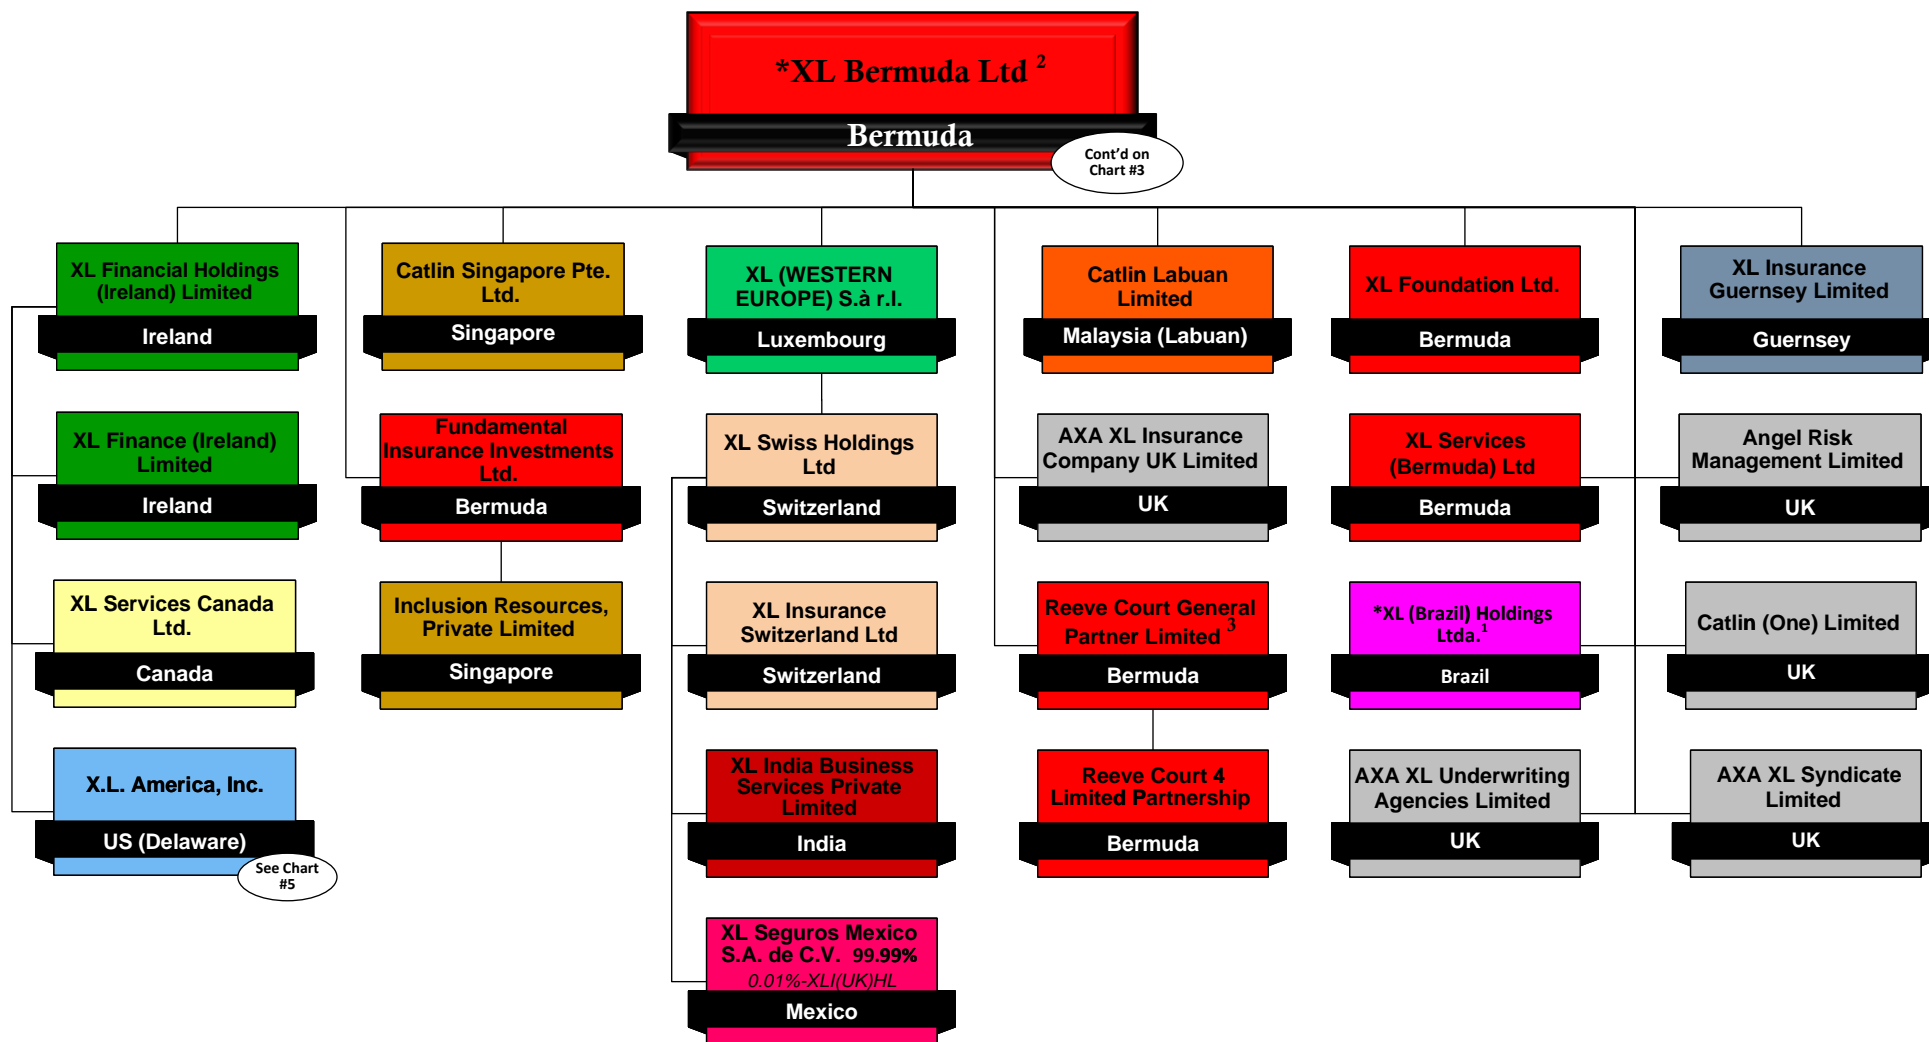 *XL Bermuda Ltd 2
Bermuda
Cont'd on
Chart #3
XL Financial Holdings
(Ireland) Limited
Ireland
Catlin Singapore Pte.
Ltd.
Singapore
XL (WESTERN
EUROPE) S.à r.l.
Luxembourg
Catlin Labuan
Limited
Malaysia (Labuan)
XL Foundation Ltd.
Bermuda
XL Insurance
Guernsey Limited
Guernsey
XL Finance (Ireland)
Limited
Ireland
Fundamental
Insurance Investments
Ltd.
Bermuda
XL Swiss Holdings
Ltd
Switzerland
AXA XL Insurance
Company UK Limited
UK
XL Services
(Bermuda) Ltd
Bermuda
Angel Risk
Management Limited
UK
XL Services Canada
Ltd.
Canada
Inclusion Resources,
Private Limited
Singapore
XL Insurance
Switzerland Ltd
Switzerland
Reeve Court General
Partner Limited 3
Bermuda
*XL (Brazil) Holdings
Ltda.1
Brazil
Catlin (One) Limited
UK
X.L. America, Inc.
US (Delaware)
See Chart
#5
XL India Business
Services Private
Limited
India
Reeve Court 4
Limited Partnership
Bermuda
AXA XL Underwriting
Agencies Limited
UK
AXA XL Syndicate
Limited
UK
XL Seguros Mexico
S.A. de C.V. 99.99%
0.01%-XLI(UK)HL
Mexico